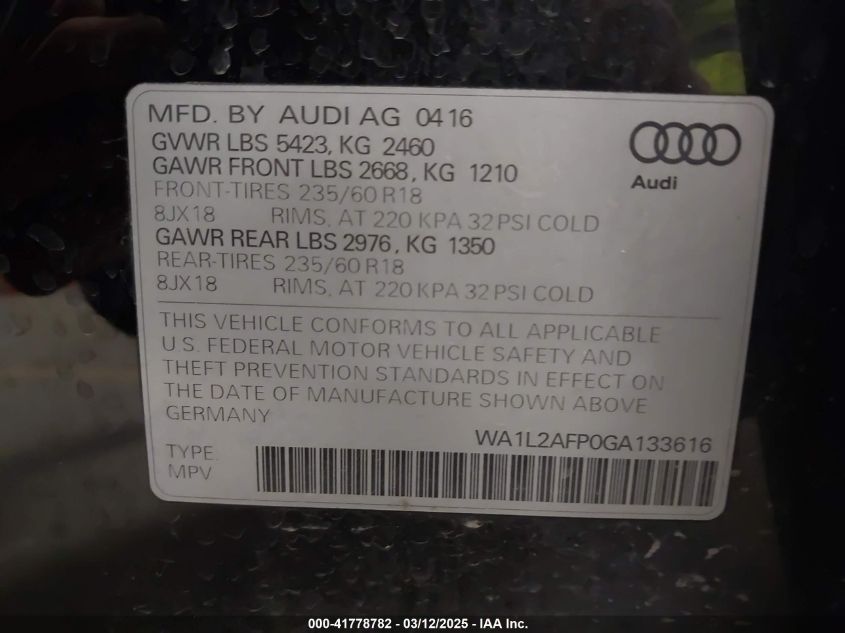 MFD. BY AUDI AG 0416
GVWR LBS 5423, KG 2460
GAWR FRONT LBS 2668, KG 1210
FRONT-TIRES 235/60 R18
8JX18 RIMS, AT 220 KPA 32 PSI COLD
GAWR REAR LBS 2976, KG 1350
REAR-TIRES 235/60 R18
8JX18 RIMS, AT 220 KPA 32 PSI COLD
Audi
THIS VEHICLE CONFORMS TO ALL APPLICABLE
U.S. FEDERAL MOTOR VEHICLE SAFETY AND
THEFT PREVENTION STANDARDS IN EFFECT ON
THE DATE OF MANUFACTURE SHOWN ABOVE
GERMANY
WA1L2AFP0GA133616
TYPE:
MPV
000-41778782 / 03/12/2025 - WA Inc.